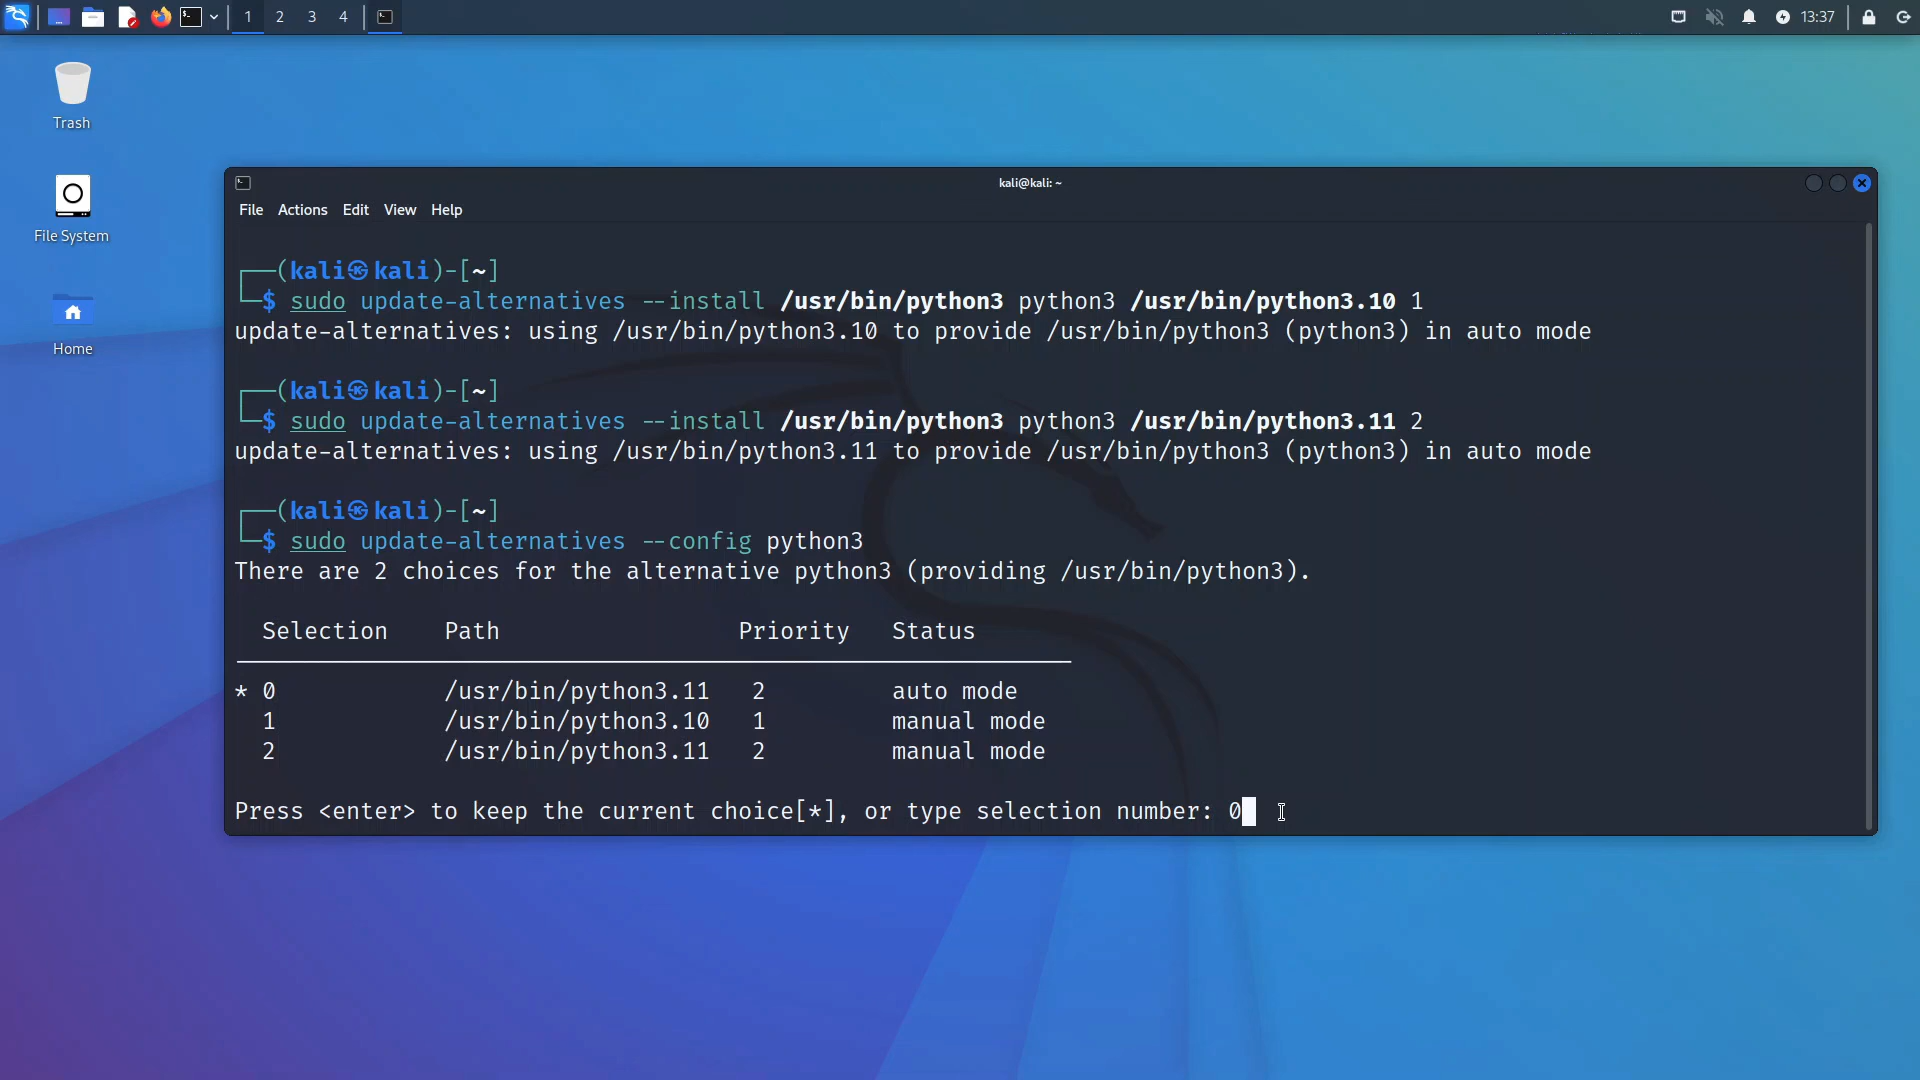 1 2 3 4 13:37
Trash
File System
Home
kali@kali: ~
File Actions Edit View Help
┌──(kali㉿kali)-[~]
└─$ sudo update-alternatives --install /usr/bin/python3 python3 /usr/bin/python3.10 1
update-alternatives: using /usr/bin/python3.10 to provide /usr/bin/python3 (python3) in auto mode
┌──(kali㉿kali)-[~]
└─$ sudo update-alternatives --install /usr/bin/python3 python3 /usr/bin/python3.11 2
update-alternatives: using /usr/bin/python3.11 to provide /usr/bin/python3 (python3) in auto mode
┌──(kali㉿kali)-[~]
└─$ sudo update-alternatives --config python3
There are 2 choices for the alternative python3 (providing /usr/bin/python3).
Selection Path Priority Status
* 0 /usr/bin/python3.11 2 auto mode
1 /usr/bin/python3.10 1 manual mode
2 /usr/bin/python3.11 2 manual mode
Press <enter> to keep the current choice[*], or type selection number: 0